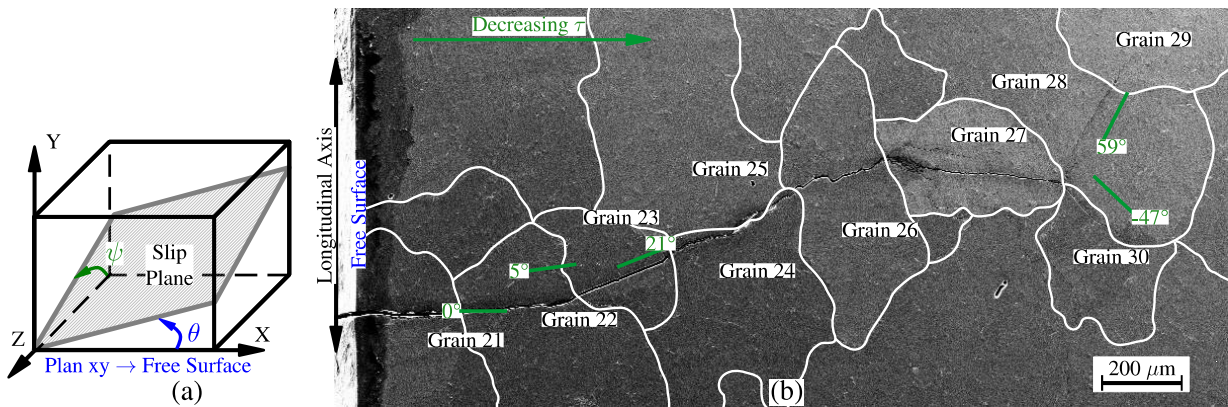 Y
ψ
Slip
Plane
Z
θ
X
Plan xy → Free Surface
(a)
Longitudinal Axis
Free Surface
Decreasing τ
Grain 29
Grain 28
Grain 27
59°
Grain 25
Grain 23
-47°
21°
Grain 26
5°
Grain 24
Grain 30
0°
Grain 22
Grain 21
200 μm
(b)